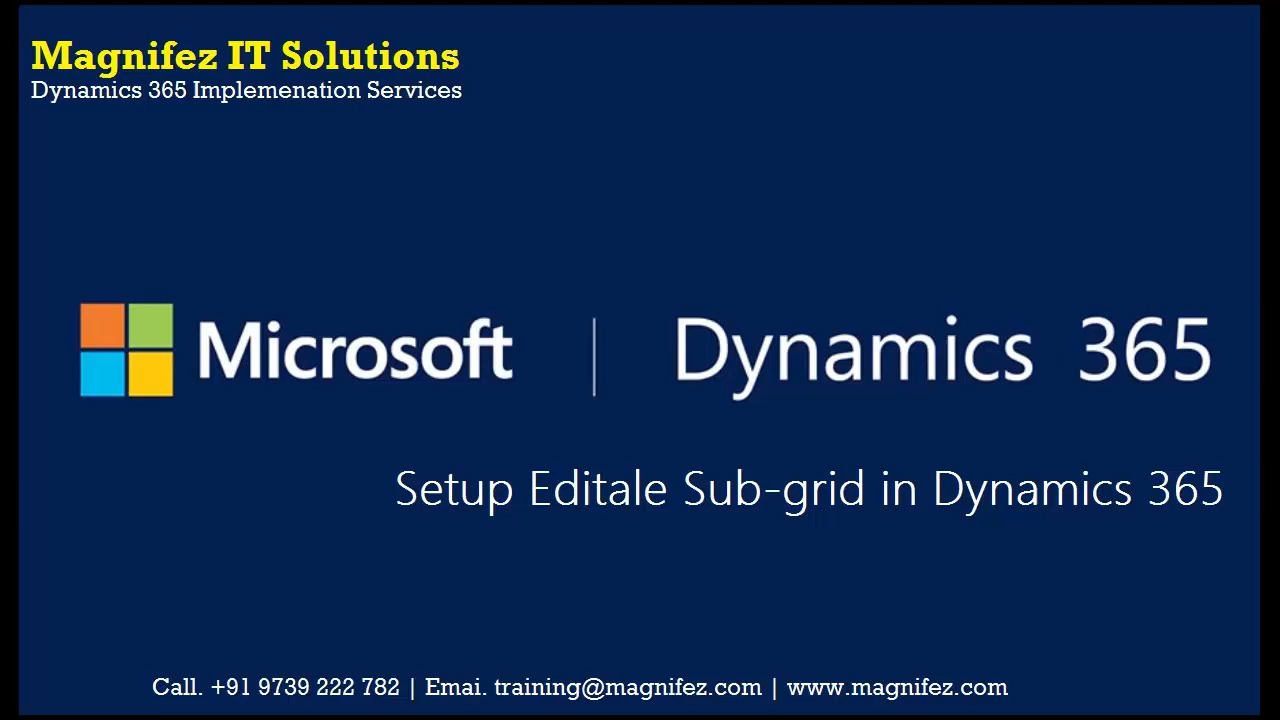 Magnifez IT Solutions
Dynamics 365 Implemenation Services
Microsoft | Dynamics 365
Setup Editale Sub-grid in Dynamics 365
Call. +91 9739 222 782 | Emai. training@magnifez.com | www.magnifez.com